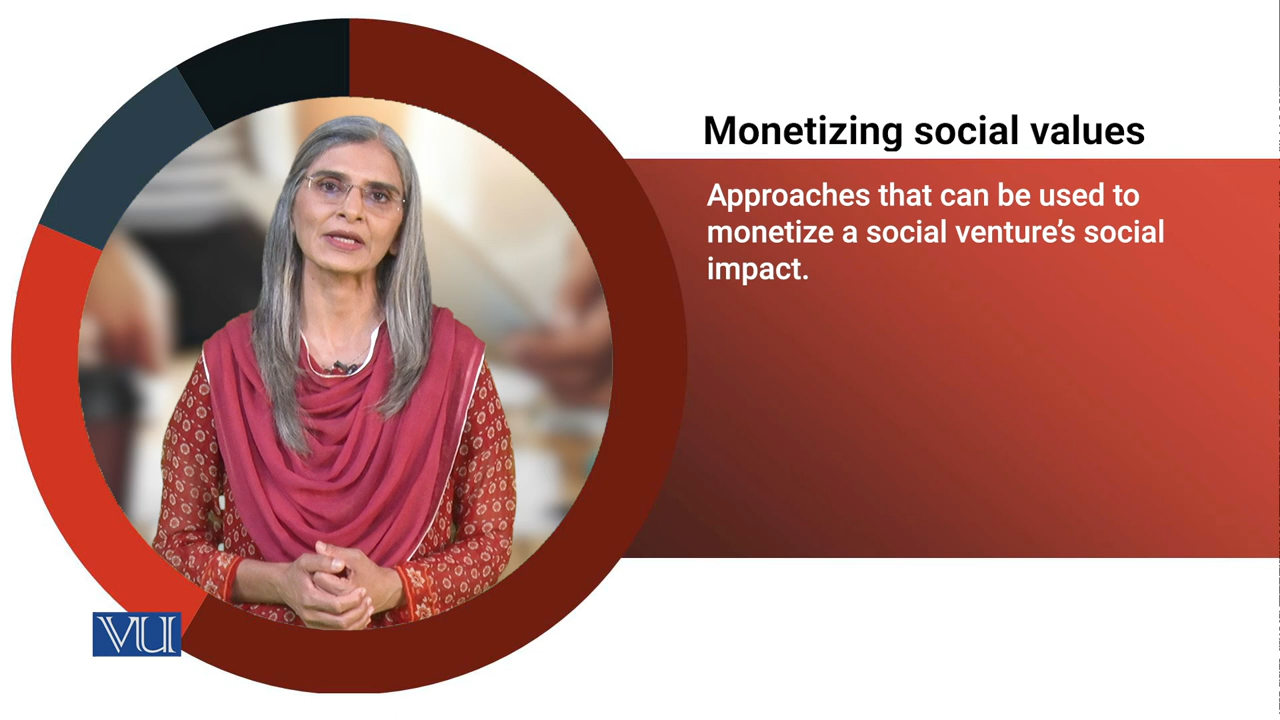 Monetizing social values
Approaches that can be used to
monetize a social venture’s social
impact.
VU